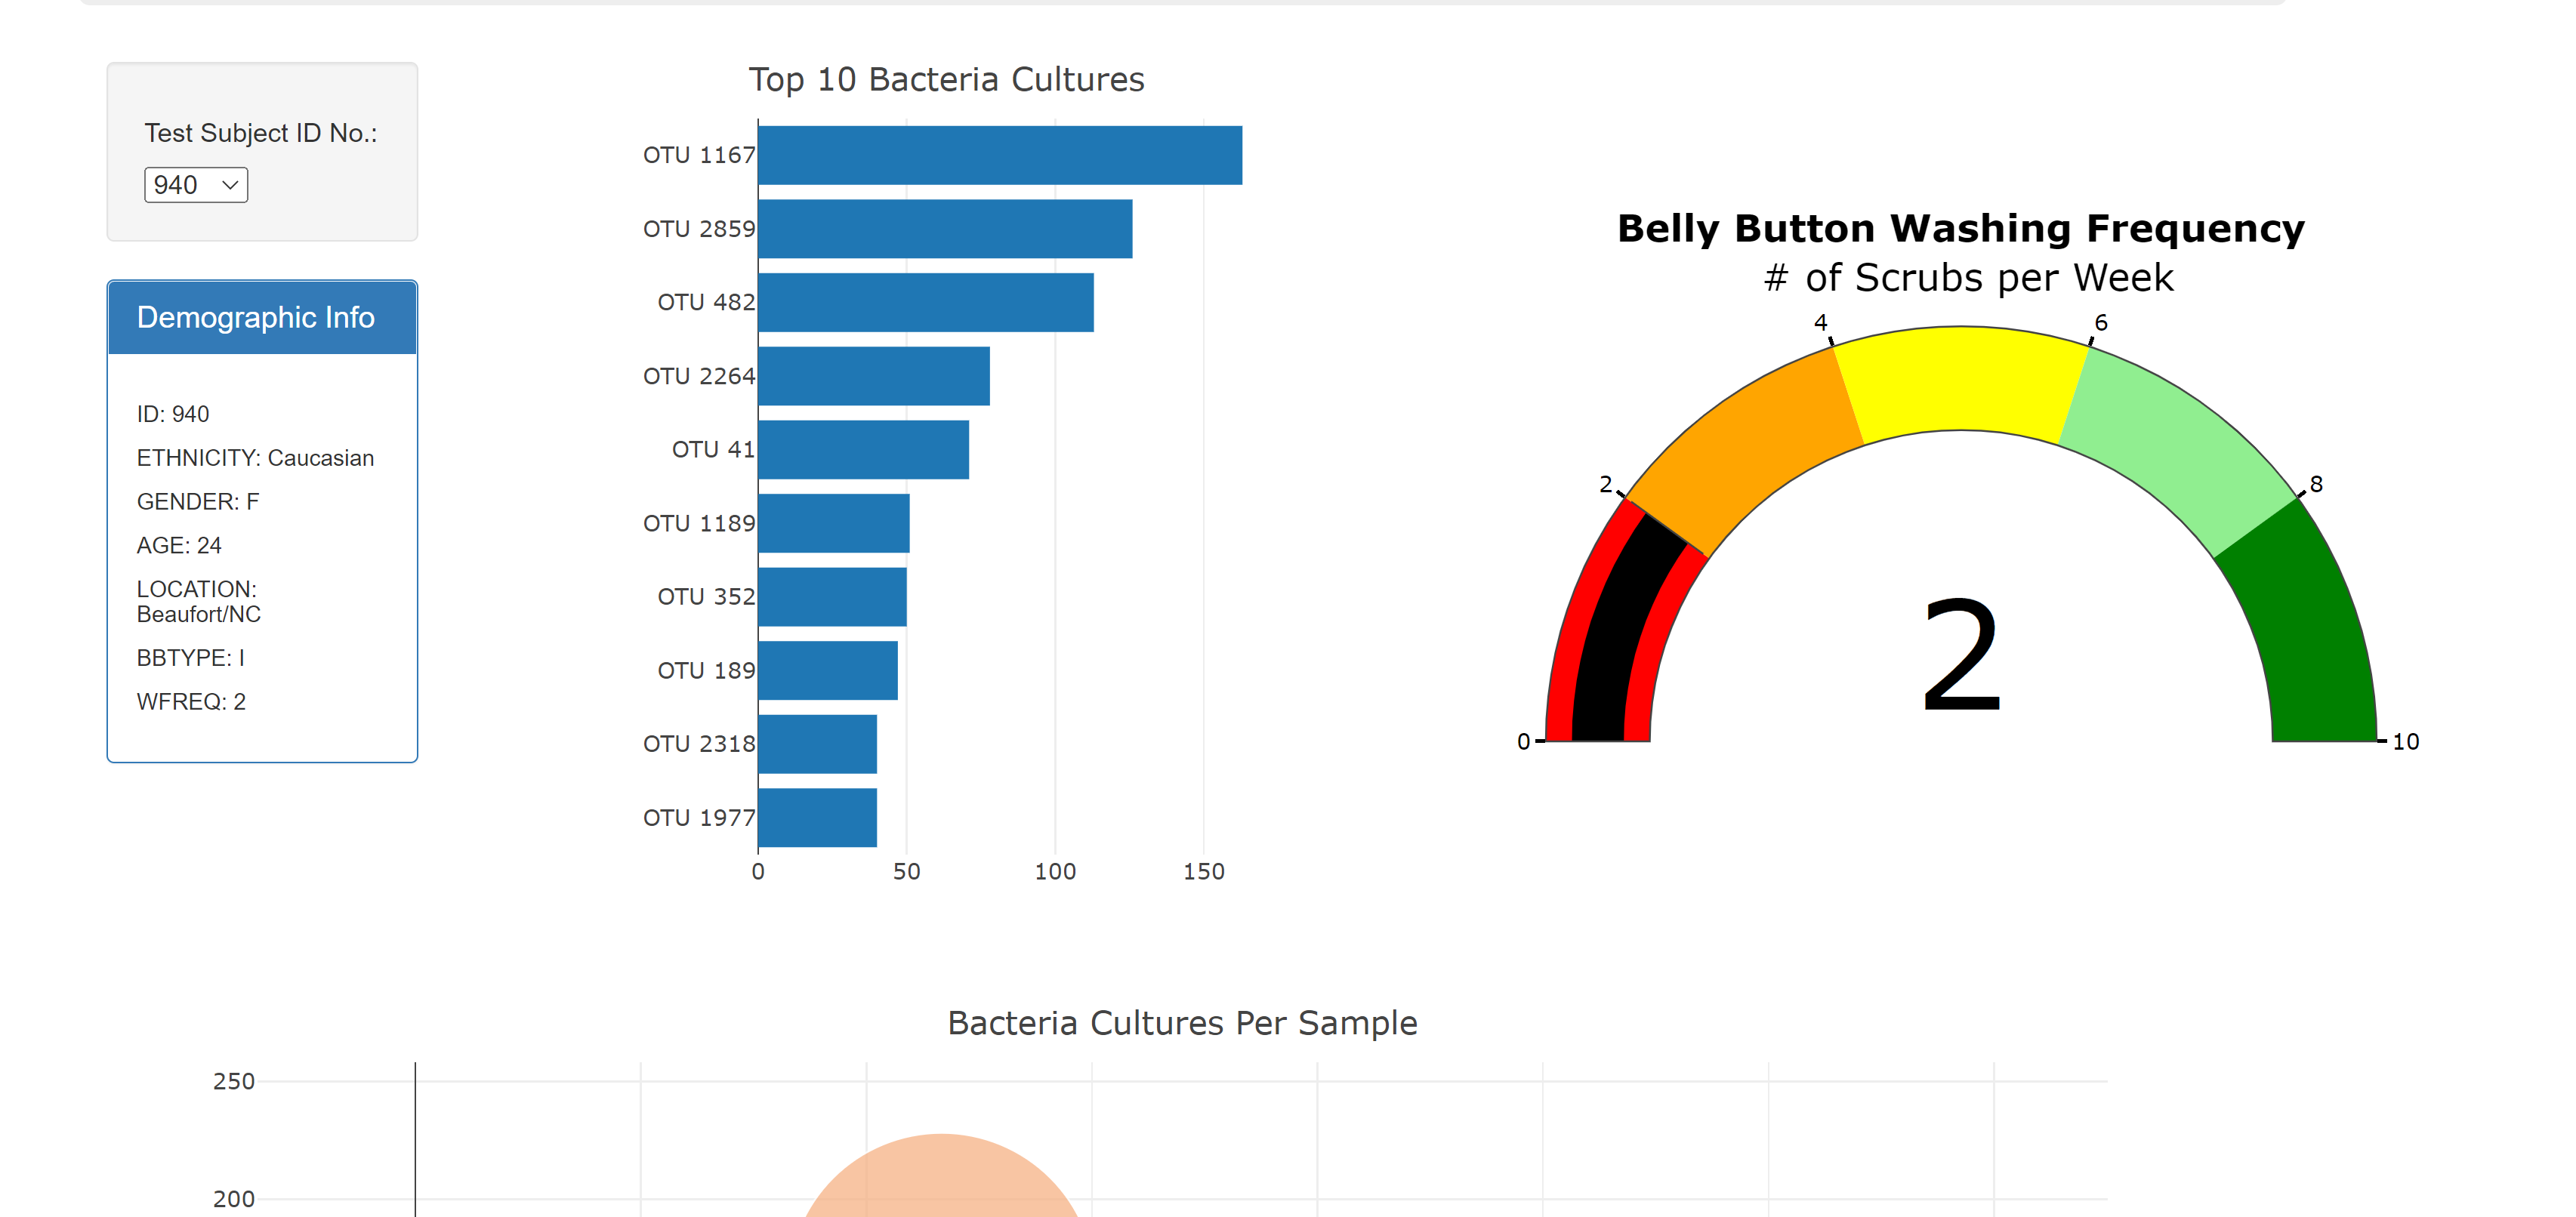 Test Subject ID No.:
940
Demographic Info
ID: 940
ETHNICITY: Caucasian
GENDER: F
AGE: 24
LOCATION:
Beaufort/NC
BBTYPE: I
WFREQ: 2
Top 10 Bacteria Cultures
OTU 1167
OTU 2859
OTU 482
OTU 2264
OTU 41
OTU 1189
OTU 352
OTU 189
OTU 2318
OTU 1977
0 50 100 150
Belly Button Washing Frequency
# of Scrubs per Week
0
2
4
6
8
10
2
Bacteria Cultures Per Sample
250
200